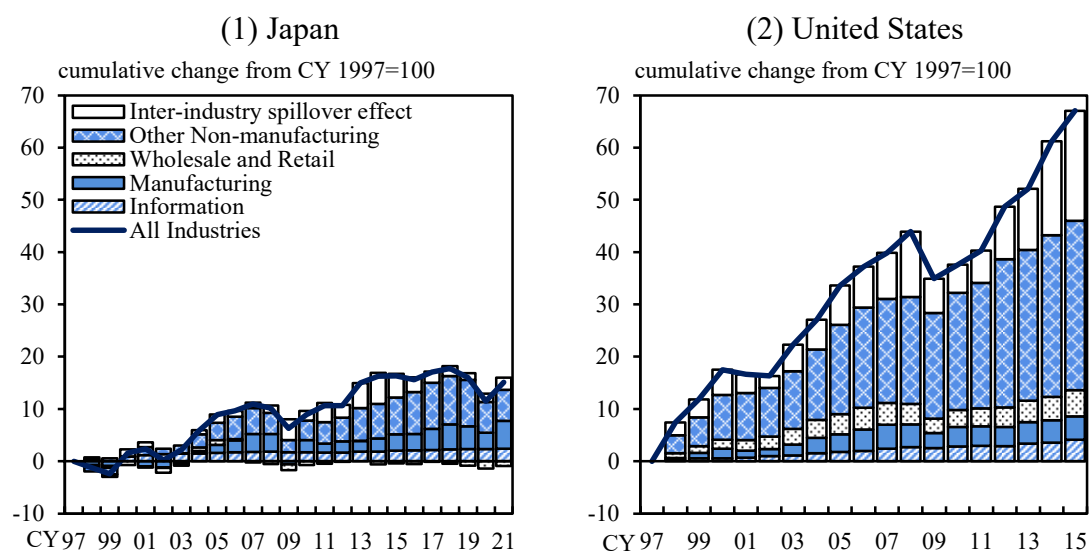 (1) Japan
cumulative change from CY 1997=100
70
60
50
40
30
20
10
0
-10
Inter-industry spillover effect
Other Non-manufacturing
Wholesale and Retail
Manufacturing
Information
All Industries
CY 97 99 01 03 05 07 09 11 13 15 17 19 21
(2) United States
cumulative change from CY 1997=100
70
60
50
40
30
20
10
0
-10
CY 97 99 01 03 05 07 09 11 13 15